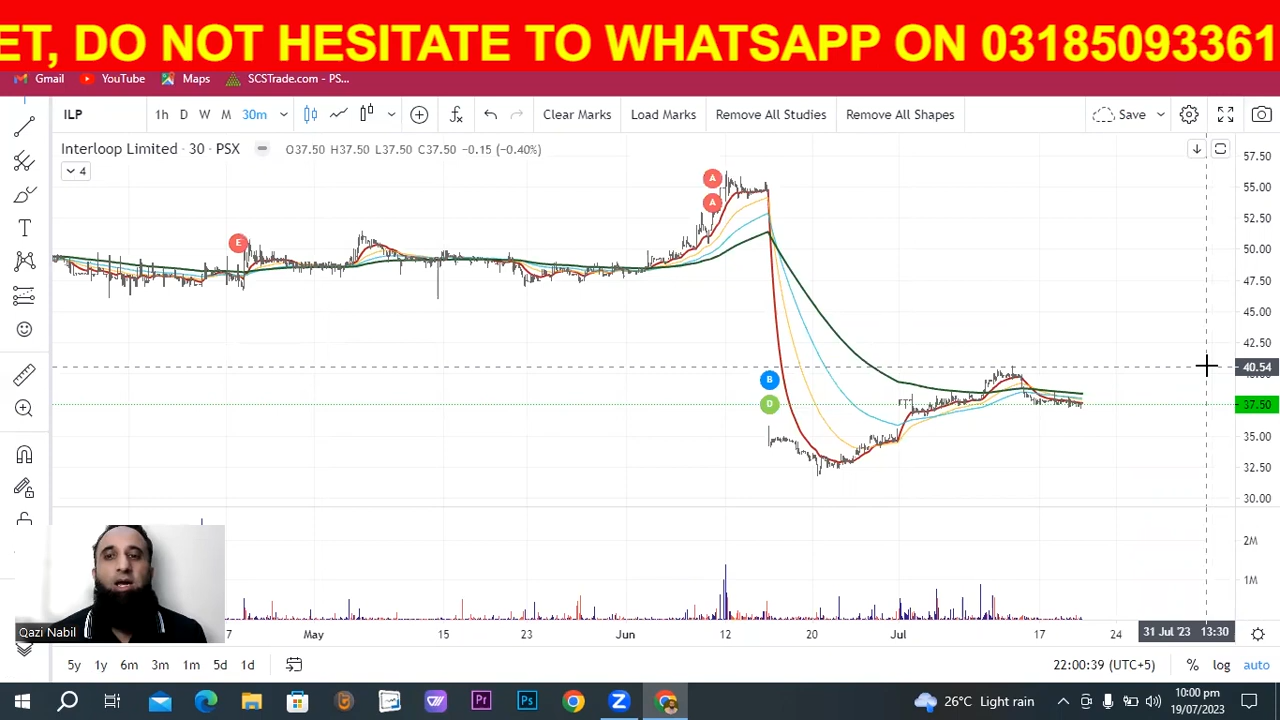 ET, DO NOT HESITATE TO WHATSAPP ON 03185093361
Gmail YouTube Maps SCSTrade.com - PS...
ILP 1h D W M 30m Clear Marks Load Marks Remove All Studies Remove All Shapes Save
Interloop Limited · 30 · PSX O37.50 H37.50 L37.50 C37.50 −0.15 (−0.40%)
4
57.50
55.00
52.50
50.00
47.50
45.00
42.50
40.54
37.50
35.00
32.50
30.00
A
A
E
B
D
2M
1M
Qazi Nabil
7 May 15 23 Jun 12 20 Jul 17 24 31 Jul '23 13:30
5y 1y 6m 3m 1m 5d 1d 22:00:39 (UTC+5) % log auto
Pr Ps 26°C Light rain 10:00 pm
19/07/2023